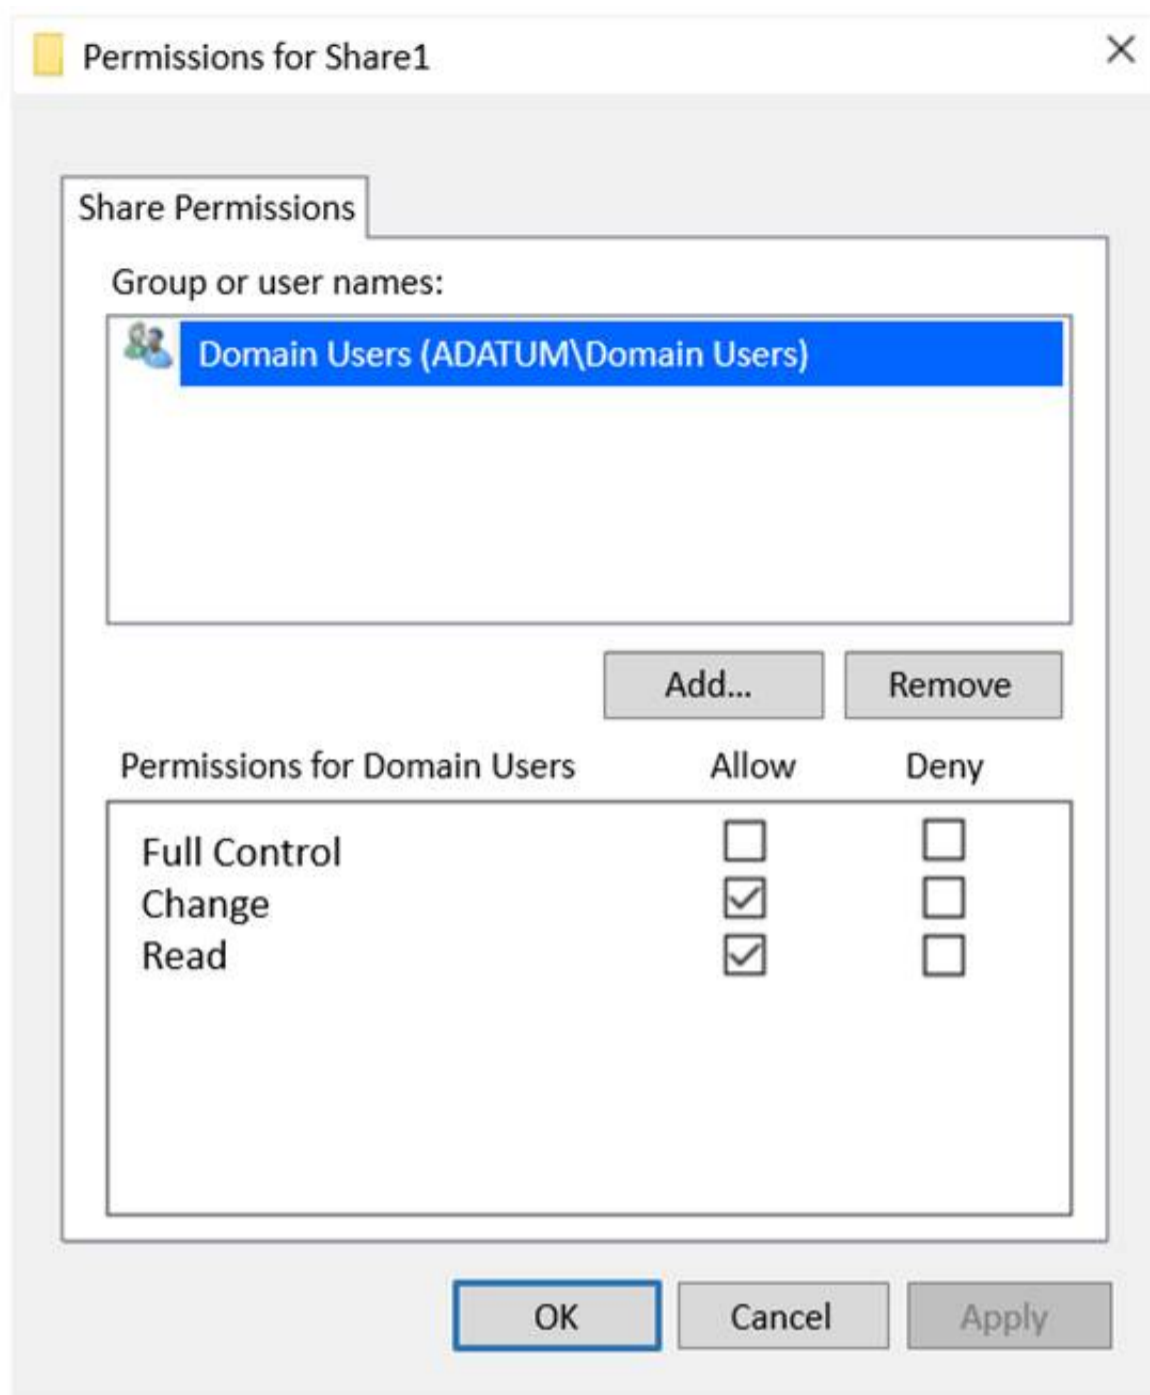 Permissions for Share1
Share Permissions
Group or user names:
Domain Users (ADATUM\Domain Users)
Add... Remove
Permissions for Domain Users Allow Deny
Full Control
Change
Read
OK Cancel Apply